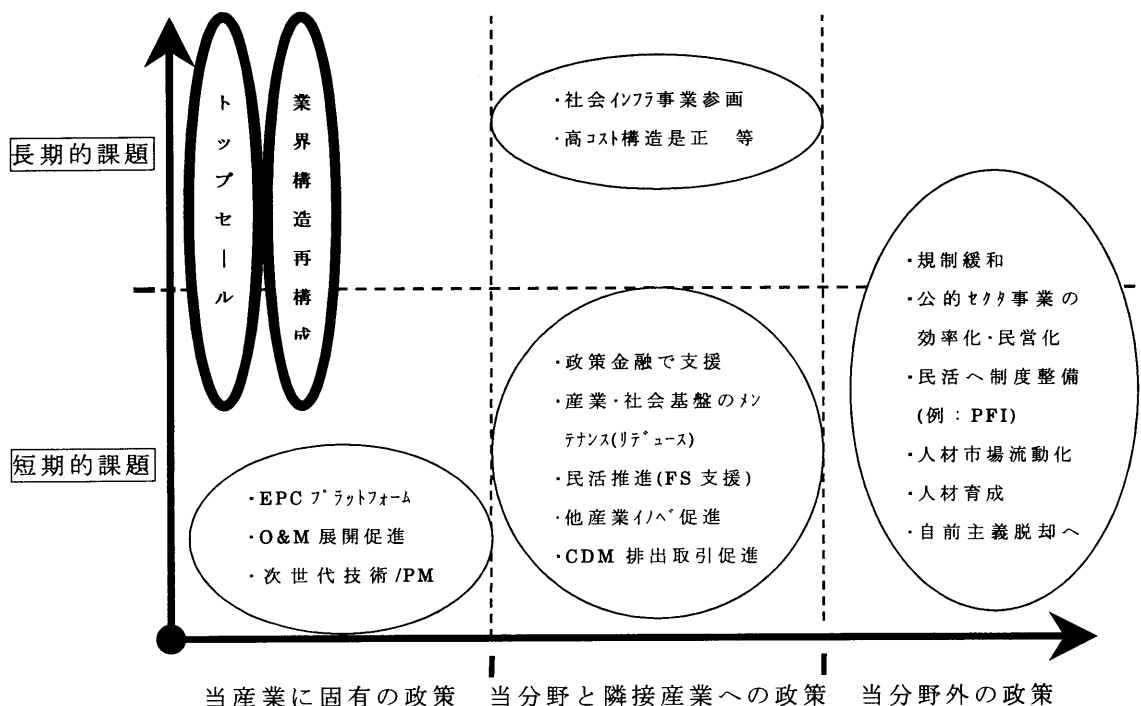 長期的課題
短期的課題
トップセール
業界構造再構成
・社会インフラ事業参画
・高コスト構造是正 等
・EPC プラットフォーム
・O&M 展開促進
・次世代技術/PM
・政策金融で支援
・産業・社会基盤のメン
テナンス(リデュース)
・民活推進(FS 支援)
・他産業イノベ促進
・CDM 排出取引促進
・規制緩和
・公的セクタ事業の
効率化・民営化
・民活へ制度整備
(例：PFI)
・人材市場流動化
・人材育成
・自前主義脱却へ
当産業に固有の政策
当分野と隣接産業への政策
当分野外の政策